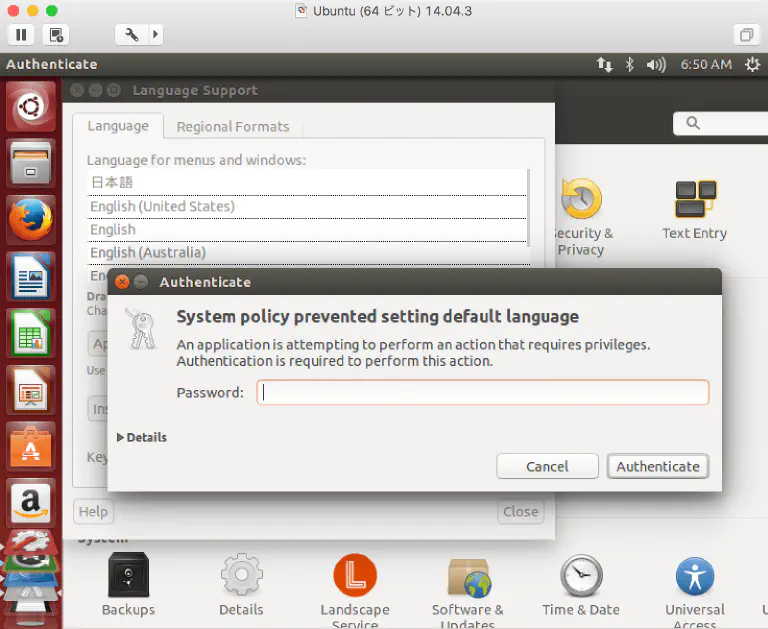 Ubuntu (64 ビット) 14.04.3
Authenticate
6:50 AM
Language Support
Language
Regional Formats
Language for menus and windows:
日本語
English (United States)
English
English (Australia)
En
Dra
Cha
Ap
Use
Ins
Key
Help
Close
Authenticate
System policy prevented setting default language
An application is attempting to perform an action that requires privileges.
Authentication is required to perform this action.
Password:
Details
Cancel
Authenticate
Security &
Privacy
Text Entry
System
Backups
Details
Landscape
Service
Software &
Updates
Time & Date
Universal
Access